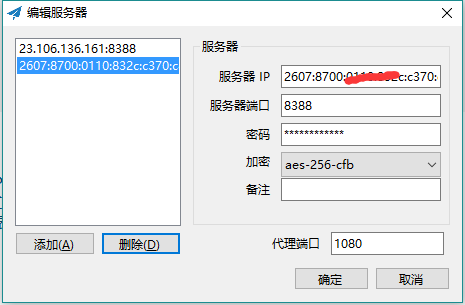 编辑服务器
23.106.136.161:8388
2607:8700:0110:832c:c370:c
服务器
服务器 IP
2607:8700:0110:832c:c370:
服务器端口
8388
密码
************
加密
aes-256-cfb
备注
添加(A)
删除(D)
代理端口
1080
确定
取消